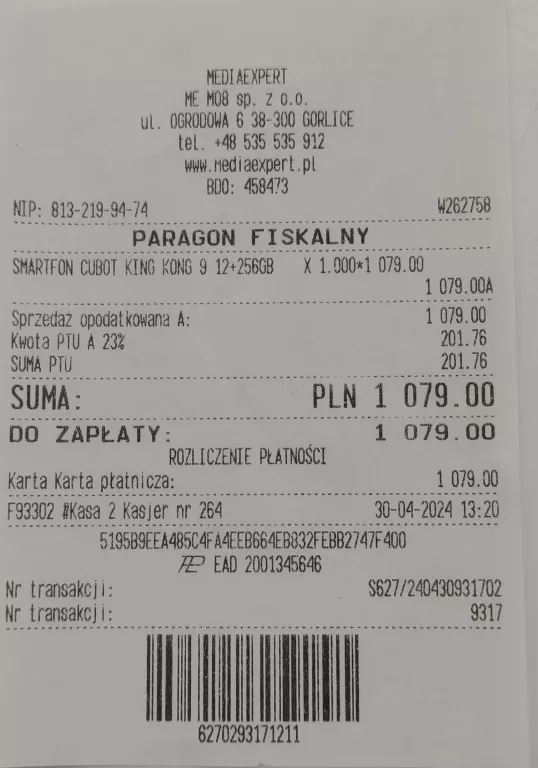 MEDIAEXPERT
ME M08 sp. z o.o.
ul. OGRODOWA 6 38-300 GORLICE
tel. +48 535 535 912
www.mediaexpert.pl
BDO: 458473
NIP: 813-219-94-74 W262758
PARAGON FISKALNY
SMARTFON CUBOT KING KONG 9 12+256GB X 1.000*1 079.00
1 079.00A
Sprzedaż opodatkowana A: 1 079.00
Kwota PTU A 23% 201.76
SUMA PTU 201.76
SUMA: PLN 1 079.00
DO ZAPŁATY: 1 079.00
ROZLICZENIE PŁATNOŚCI
Karta Karta płatnicza: 1 079.00
F93302 #Kasa 2 Kasjer nr 264 30-04-2024 13:20
5195B9EEA485C4FA4EEB664EB832FEBB2747F400
EAD 2001345646
Nr transakcji: S627/240430931702
Nr transakcji: 9317
6270293171211